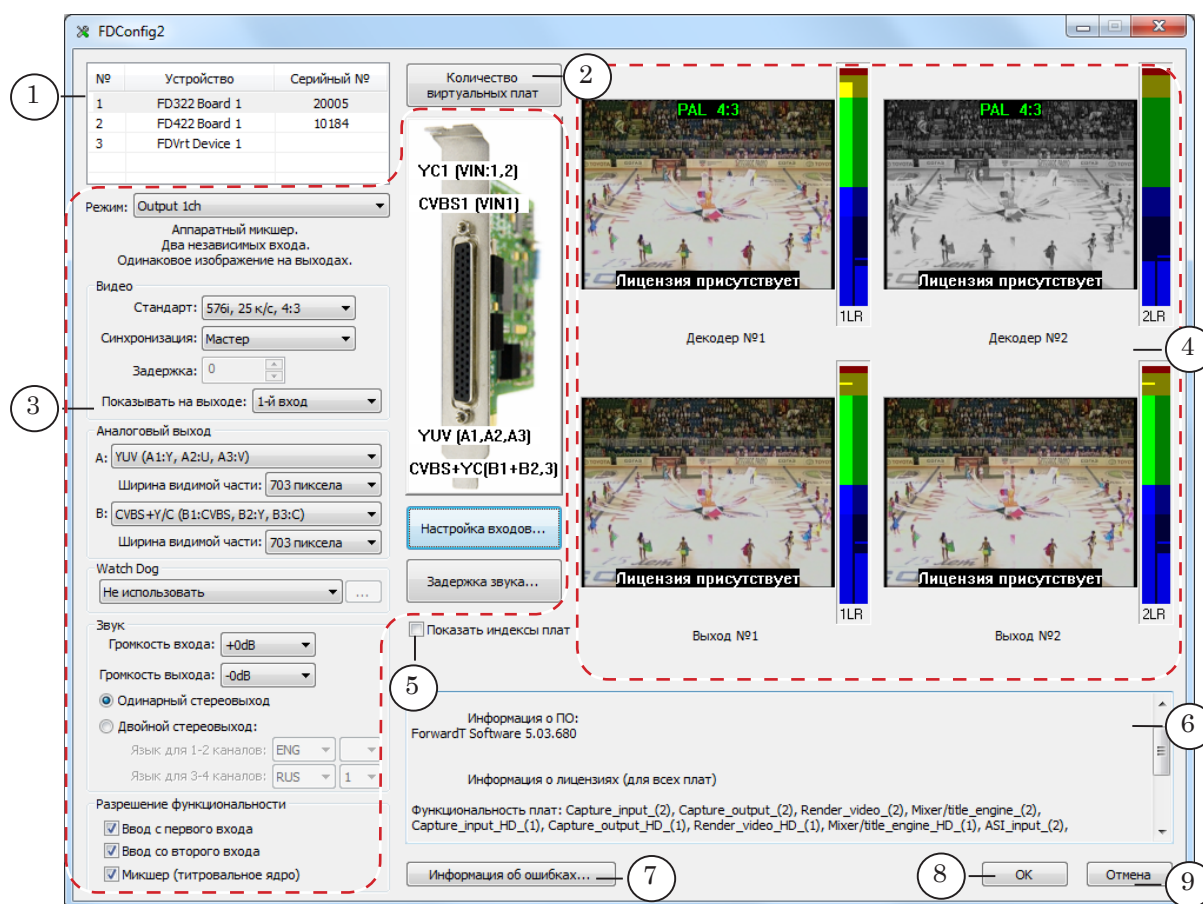 FDConfig2
№ Устройство Серийный №
1 FD322 Board 1 20005
2 FD422 Board 1 10184
3 FDVrt Device 1
1
Количество
виртуальных плат
2
Режим: Output 1ch
Аппаратный микшер.
Два независимых входа.
Одинаковое изображение на выходах.
Видео
Стандарт: 576i, 25 к/с, 4:3
Синхронизация: Мастер
Задержка: 0
Показывать на выходе: 1-й вход
3
Аналоговый выход
A: YUV (A1:Y, A2:U, A3:V)
Ширина видимой части: 703 пиксела
B: CVBS+Y/C (B1:CVBS, B2:Y, B3:C)
Ширина видимой части: 703 пиксела
Watch Dog
Не использовать ...
Звук
Громкость входа: +0dB
Громкость выхода: -0dB
Одинарный стереовыход
Двойной стереовыход:
Язык для 1-2 каналов: ENG
Язык для 3-4 каналов: RUS 1
Разрешение функциональности
Ввод с первого входа
Ввод со второго входа
Микшер (титровальное ядро)
YC1 (VIN:1,2)
CVBS1 (VIN1)
YUV (A1,A2,A3)
CVBS+YC(B1+B2,3)
Настройка входов...
Задержка звука...
Показать индексы плат
5
PAL 4:3
Лицензия присутствует
1LR
Декодер №1
PAL 4:3
Лицензия присутствует
2LR
Декодер №2
4
Лицензия присутствует
1LR
Выход №1
Лицензия присутствует
2LR
Выход №2
Информация о ПО:
ForwardT Software 5.03.680
6
Информация о лицензиях (для всех плат)
Функциональность плат: Capture_input_(2), Capture_output_(2), Render_video_(2), Mixer/title_engine_(2),
Capture_input_HD_(1), Capture_output_HD_(1), Render_video_HD_(1), Mixer/title_engine_HD_(1), ASI_input_(2),
Информация об ошибках...
7
8
OK
Отмена
9